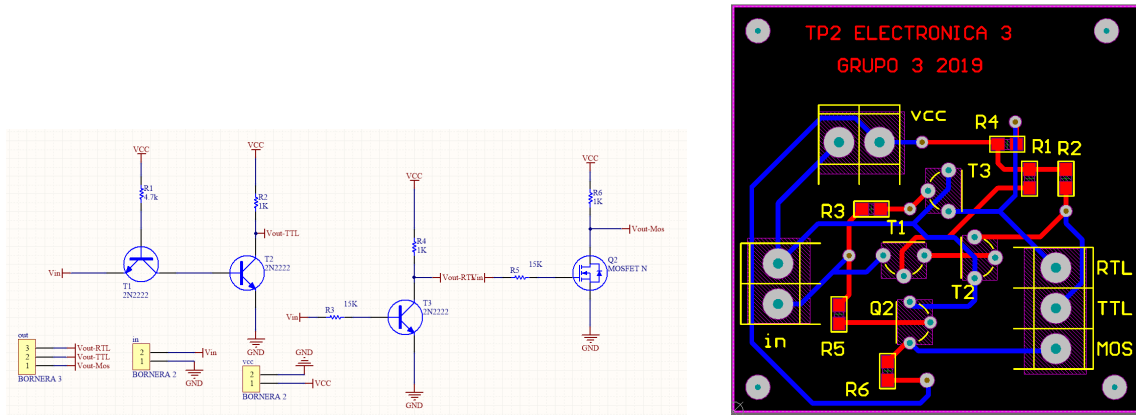 VCC
R1
4.7k
Vin
T1
2N2222
VCC
R2
1K
Vout-TTL
T2
2N2222
GND
VCC
R4
1K
Vout-RTL
Vin
R3
15K
T3
2N2222
GND
Vin
R5
15K
VCC
R6
1K
Vout-Mos
Q2
MOSFET N
GND
out
3
2
1
Vout-RTL
Vout-TTL
Vout-Mos
BORNERA 3
in
2
1
Vin
GND
BORNERA 2
vcc
2
1
GND
VCC
BORNERA 2
TP2 ELECTRONICA 3
GRUPO 3 2019
vcc
R4
R1
R2
T3
R3
T1
T2
RTL
TTL
MOS
Q2
in
R5
R6